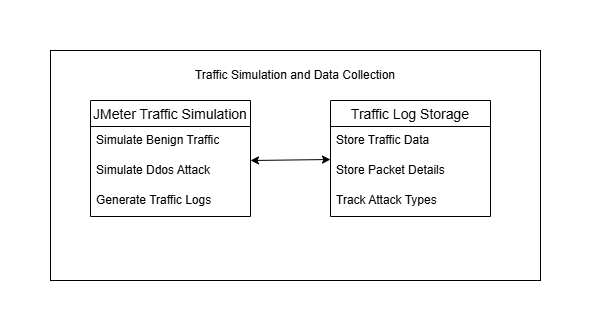 Traffic Simulation and Data Collection
JMeter Traffic Simulation
Simulate Benign Traffic
Simulate Ddos Attack
Generate Traffic Logs
Traffic Log Storage
Store Traffic Data
Store Packet Details
Track Attack Types